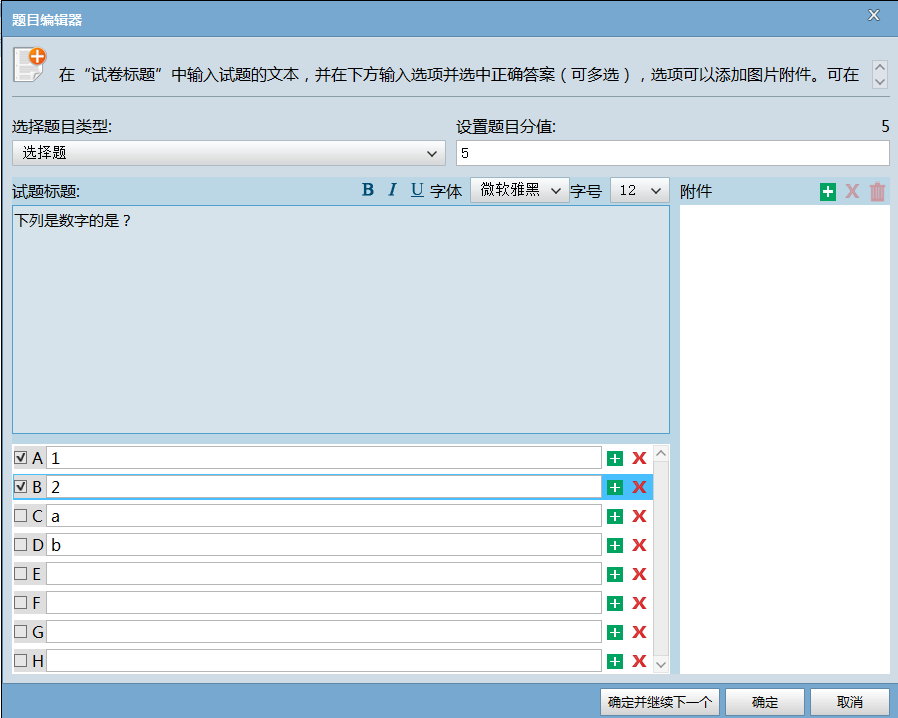 题目编辑器
在“试卷标题”中输入试题的文本，并在下方输入选项并选中正确答案（可多选），选项可以添加图片附件。可在
选择题目类型:
设置题目分值: 5
选择题
5
试题标题: B I U 字体 微软雅黑 字号 12 附件
下列是数字的是？
A 1
B 2
C a
D b
E
F
G
H
确定并继续下一个 确定 取消